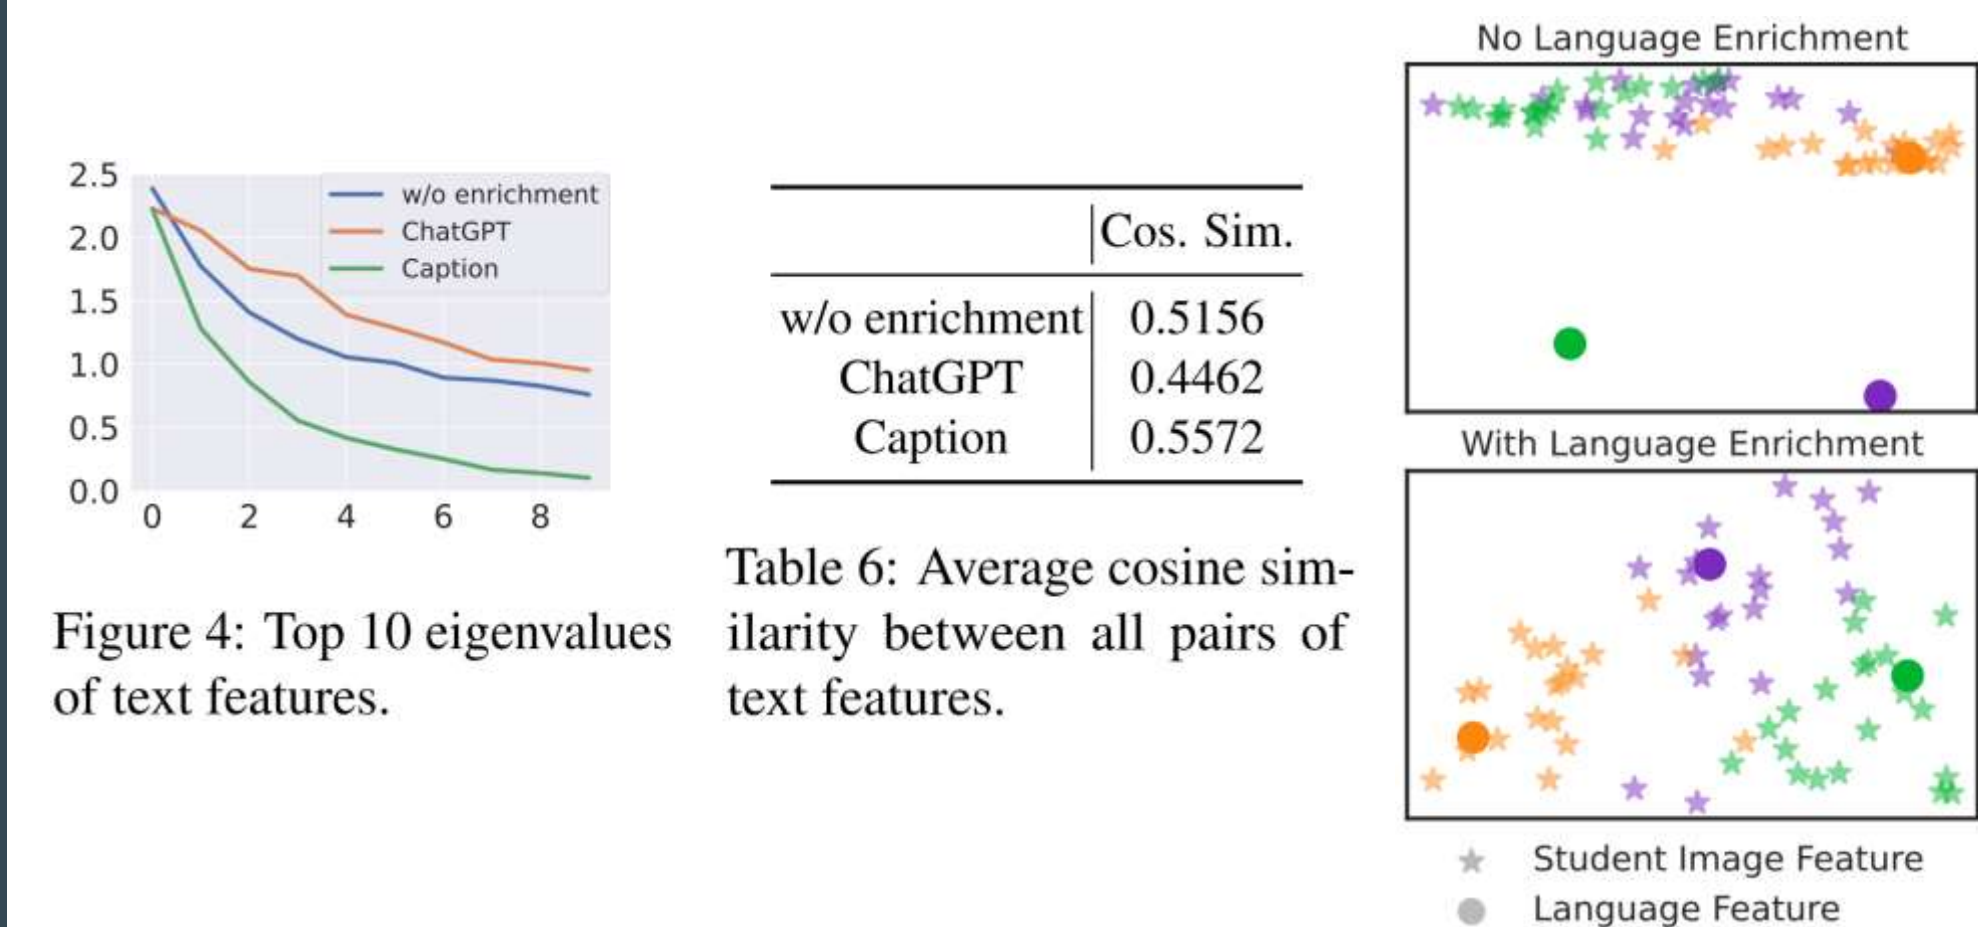 2.5
2.0
1.5
1.0
0.5
0.0
0 2 4 6 8
w/o enrichment
ChatGPT
Caption
Figure 4: Top 10 eigenvalues
of text features.
Cos. Sim.
w/o enrichment 0.5156
ChatGPT 0.4462
Caption 0.5572
Table 6: Average cosine sim-
ilarity between all pairs of
text features.
No Language Enrichment
With Language Enrichment
Student Image Feature
Language Feature